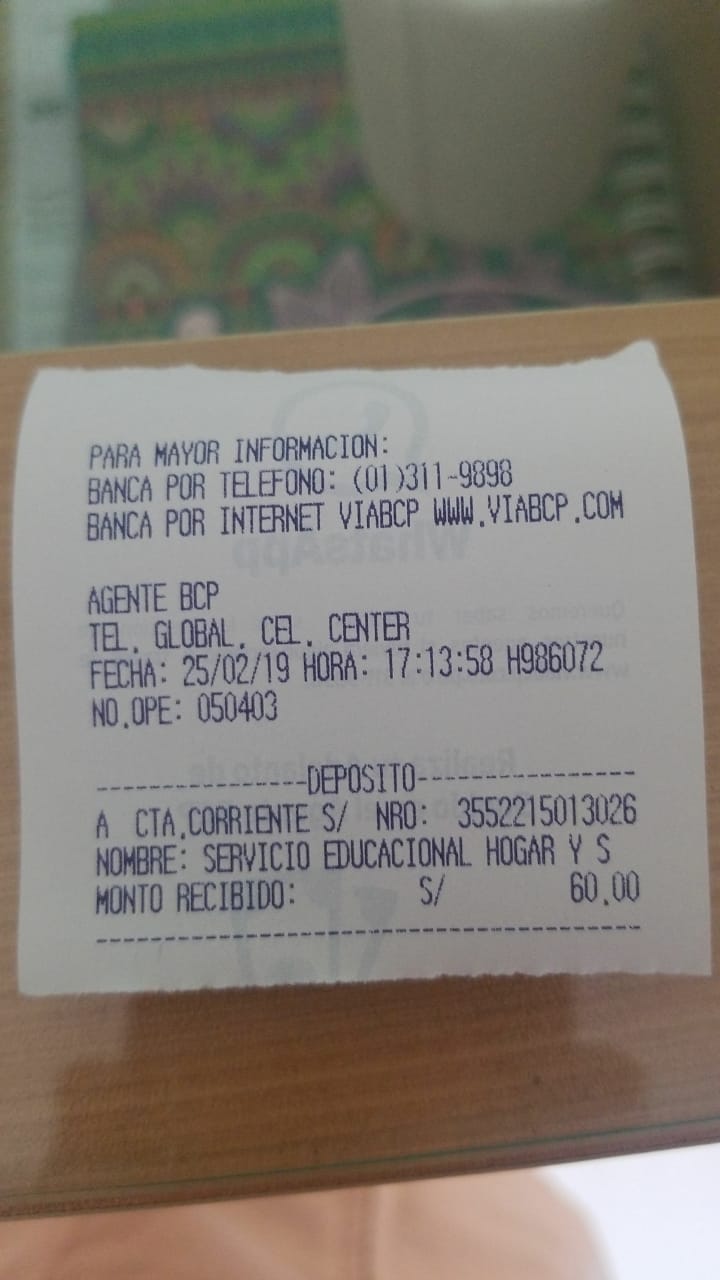 PARA MAYOR INFORMACION:
BANCA POR TELEFONO: (01)311-9898
BANCA POR INTERNET VIABCP WWW.VIABCP.COM
AGENTE BCP
TEL. GLOBAL. CEL. CENTER
FECHA: 25/02/19 HORA: 17:13:58 H986072
NO.OPE: 050403
----------------DEPOSITO-----------------
A CTA.CORRIENTE S/ NRO: 3552215013026
NOMBRE: SERVICIO EDUCACIONAL HOGAR Y S
MONTO RECIBIDO: S/ 60.00
------------------------------------------
WhatsApp